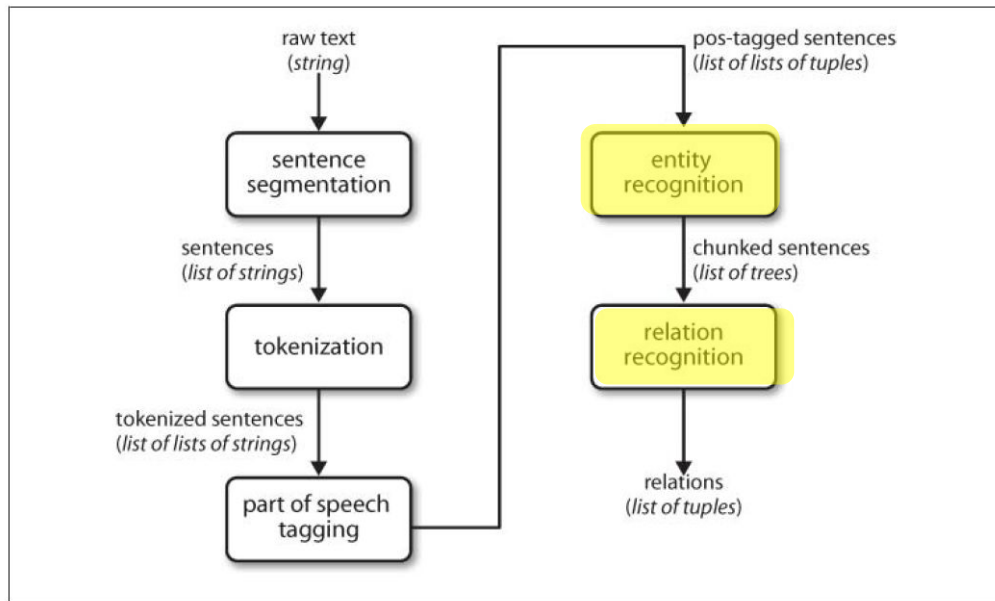 raw text
(string)
sentence
segmentation
sentences
(list of strings)
tokenization
tokenized sentences
(list of lists of strings)
part of speech
tagging
pos-tagged sentences
(list of lists of tuples)
entity
recognition
chunked sentences
(list of trees)
relation
recognition
relations
(list of tuples)